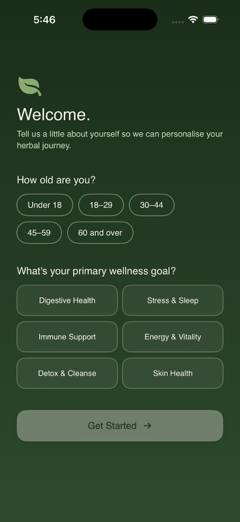 5:46
Welcome.
Tell us a little about yourself so we can personalise your
herbal journey.
How old are you?
Under 18 18–29 30–44
45–59 60 and over
What's your primary wellness goal?
Digestive Health Stress & Sleep
Immune Support Energy & Vitality
Detox & Cleanse Skin Health
Get Started →